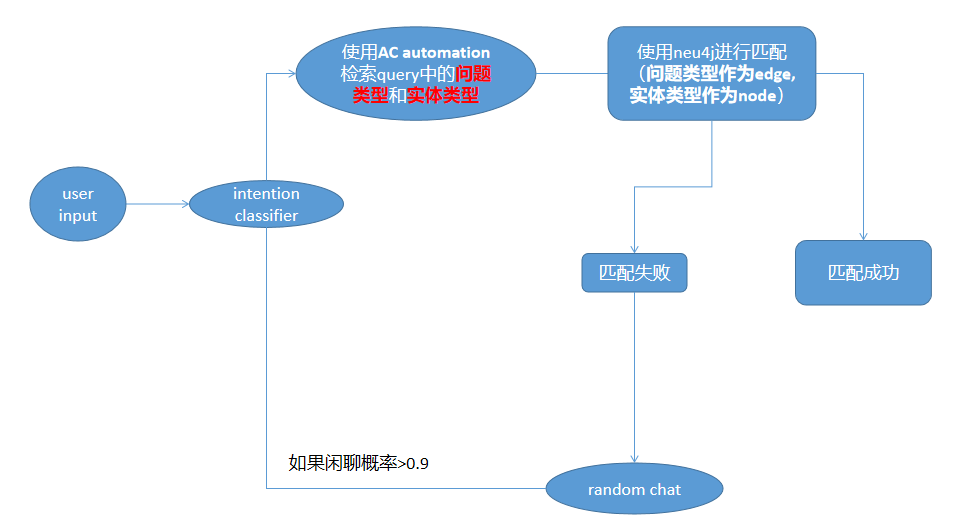 使用AC automation
检索query中的问题
类型和实体类型
使用neu4j进行匹配
（问题类型作为edge,
实体类型作为node）
user
input
intention
classifier
匹配失败
匹配成功
如果闲聊概率>0.9
random chat